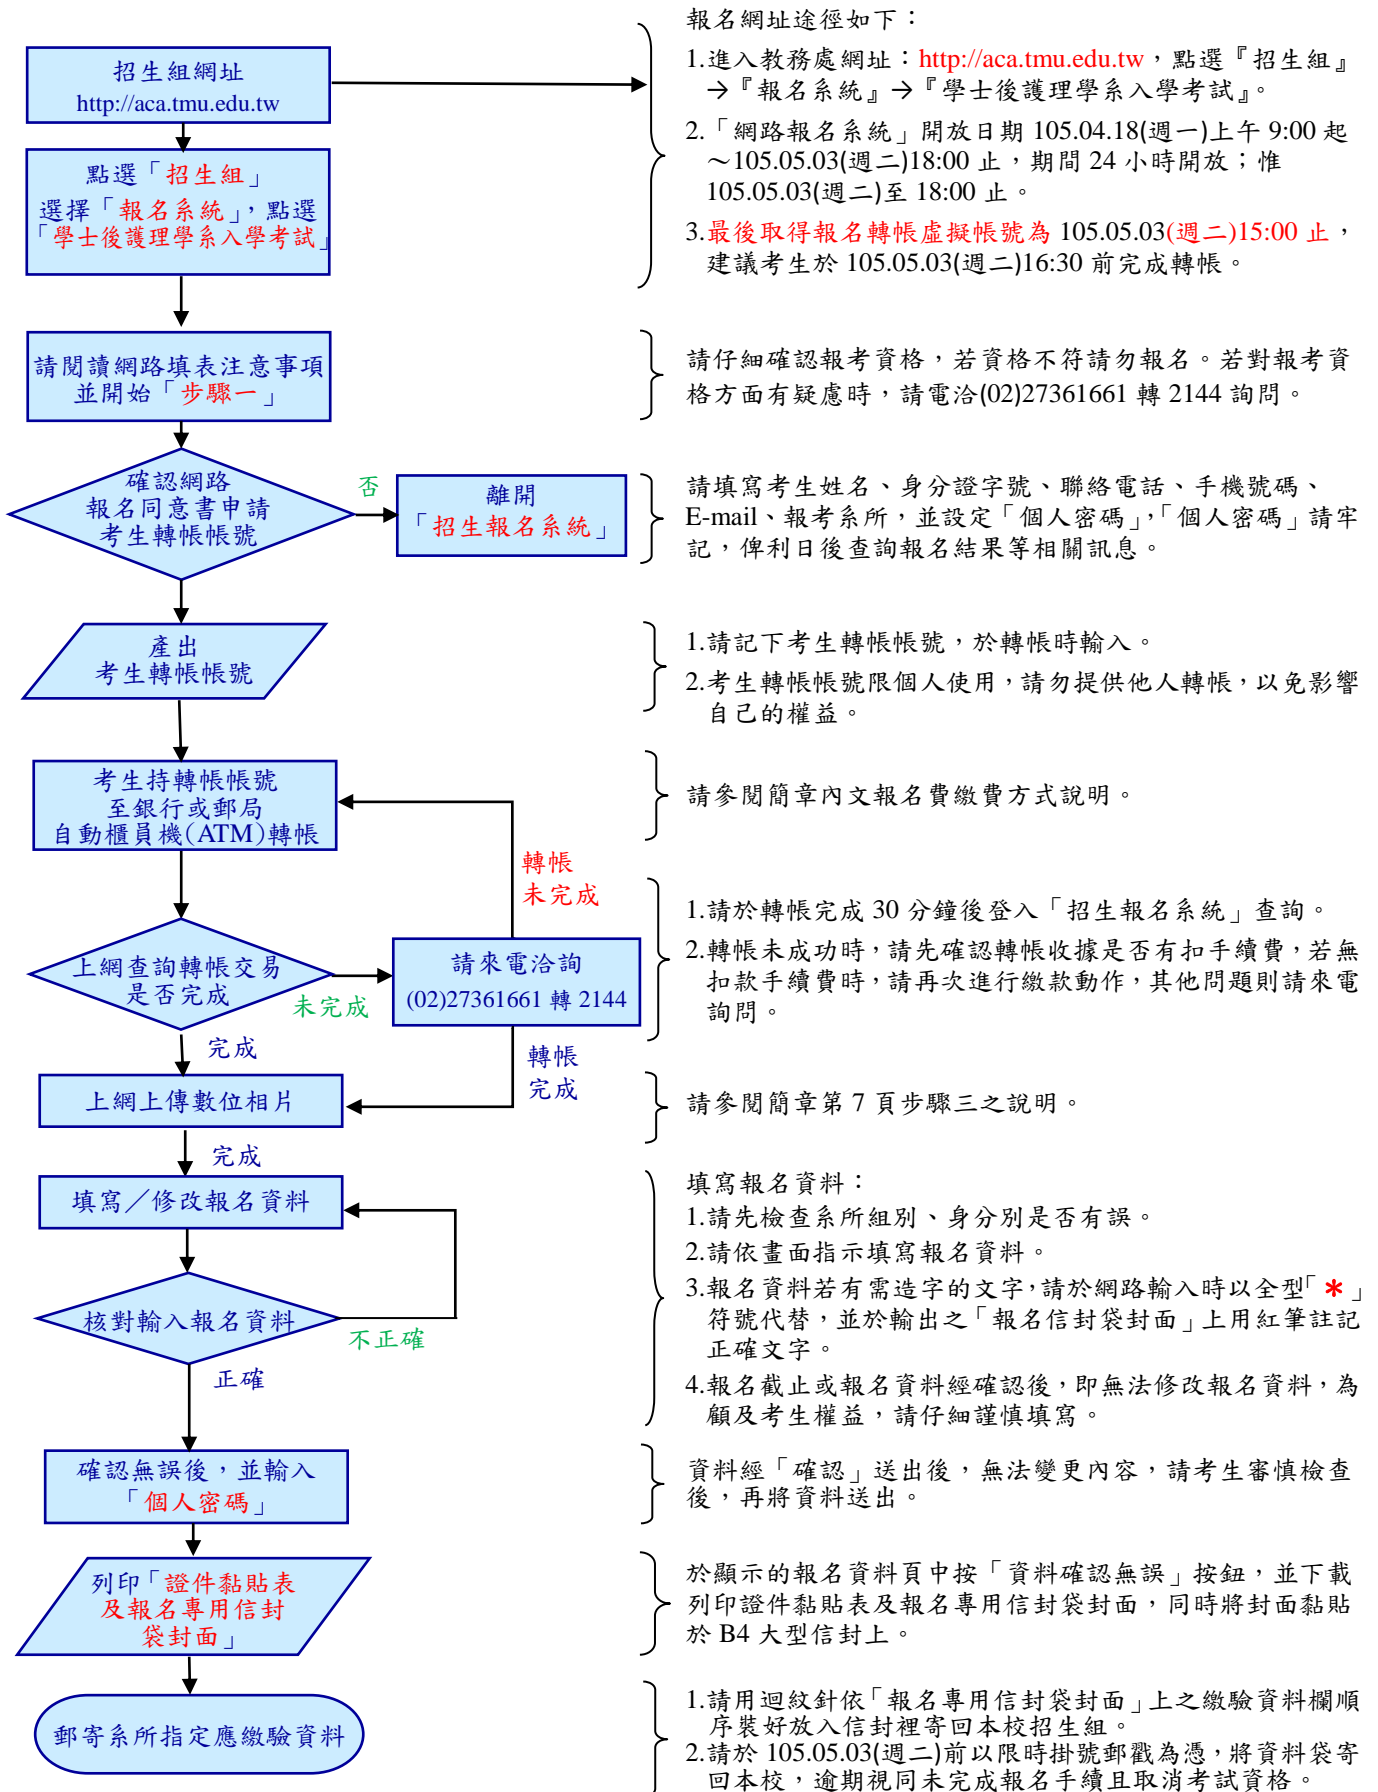 報名網址途徑如下：
招生組網址
http://aca.tmu.edu.tw
1.進入教務處網址：http://aca.tmu.edu.tw，點選『招生組』
→『報名系統』→『學士後護理學系入學考試』。
2.「網路報名系統」開放日期 105.04.18(週一)上午 9:00 起
～105.05.03(週二)18:00 止，期間 24 小時開放；惟
105.05.03(週二)至 18:00 止。
3.最後取得報名轉帳虛擬帳號為 105.05.03(週二)15:00 止，
建議考生於 105.05.03(週二)16:30 前完成轉帳。
點選「招生組」
選擇「報名系統」，點選
「學士後護理學系入學考試」
請閱讀網路填表注意事項
並開始「步驟一」
請仔細確認報考資格，若資格不符請勿報名。若對報考資
格方面有疑慮時，請電洽(02)27361661 轉 2144 詢問。
確認網路
報名同意書申請
考生轉帳帳號
否
離開
「招生報名系統」
請填寫考生姓名、身分證字號、聯絡電話、手機號碼、
E-mail、報考系所，並設定「個人密碼」，「個人密碼」請牢
記，俾利日後查詢報名結果等相關訊息。
產出
考生轉帳帳號
1.請記下考生轉帳帳號，於轉帳時輸入。
2.考生轉帳帳號限個人使用，請勿提供他人轉帳，以免影響
自己的權益。
考生持轉帳帳號
至銀行或郵局
自動櫃員機(ATM)轉帳
請參閱簡章內文報名費繳費方式說明。
轉帳
未完成
上網查詢轉帳交易
是否完成
未完成
請來電洽詢
(02)27361661 轉 2144
1.請於轉帳完成 30 分鐘後登入「招生報名系統」查詢。
2.轉帳未成功時，請先確認轉帳收據是否有扣手續費，若無
扣款手續費時，請再次進行繳款動作，其他問題則請來電
詢問。
完成
轉帳
完成
上網上傳數位相片
請參閱簡章第 7 頁步驟三之說明。
完成
填寫／修改報名資料
核對輸入報名資料
不正確
正確
填寫報名資料：
1.請先檢查系所組別、身分別是否有誤。
2.請依畫面指示填寫報名資料。
3.報名資料若有需造字的文字，請於網路輸入時以全型「＊」
符號代替，並於輸出之「報名信封袋封面」上用紅筆註記
正確文字。
4.報名截止或報名資料經確認後，即無法修改報名資料，為
顧及考生權益，請仔細謹慎填寫。
確認無誤後，並輸入
「個人密碼」
資料經「確認」送出後，無法變更內容，請考生審慎檢查
後，再將資料送出。
列印「證件黏貼表
及報名專用信封
袋封面」
於顯示的報名資料頁中按「資料確認無誤」按鈕，並下載
列印證件黏貼表及報名專用信封袋封面，同時將封面黏貼
於 B4 大型信封上。
郵寄系所指定應繳驗資料
1.請用迴紋針依「報名專用信封袋封面」上之繳驗資料欄順
序裝好放入信封裡寄回本校招生組。
2.請於 105.05.03(週二)前以限時掛號郵戳為憑，將資料袋寄
回本校，逾期視同未完成報名手續且取消考試資格。